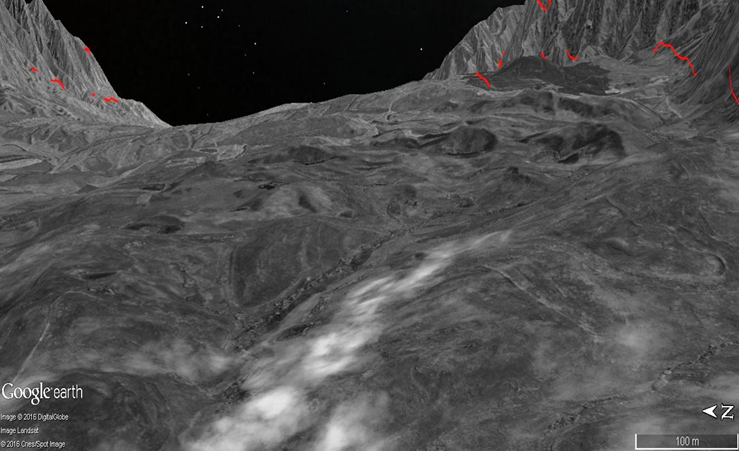 Google earth
Image © 2016 DigitalGlobe
Image Landsat
© 2016 Cnes/Spot Image
N
100 m